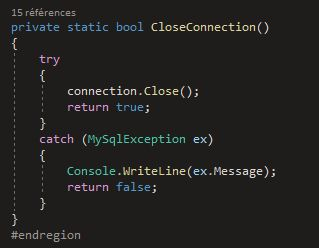 15 références
private static bool CloseConnection()
{
try
{
connection.Close();
return true;
}
catch (MySqlException ex)
{
Console.WriteLine(ex.Message);
return false;
}
}
#endregion